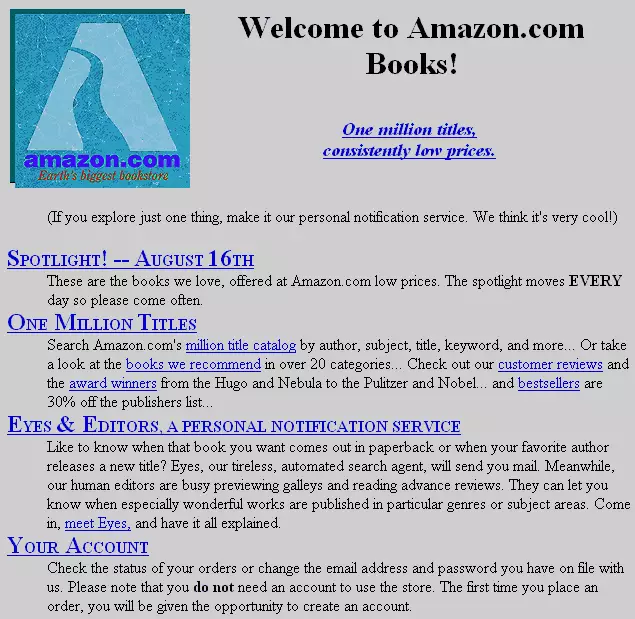 Welcome to Amazon.com
Books!
amazon.com
Earth's biggest bookstore
One million titles,
consistently low prices.
(If you explore just one thing, make it our personal notification service. We think it's very cool!)
SPOTLIGHT! -- AUGUST 16TH
These are the books we love, offered at Amazon.com low prices. The spotlight moves EVERY
day so please come often.
ONE MILLION TITLES
Search Amazon.com's million title catalog by author, subject, title, keyword, and more... Or take
a look at the books we recommend in over 20 categories... Check out our customer reviews and
the award winners from the Hugo and Nebula to the Pulitzer and Nobel... and bestsellers are
30% off the publishers list...
EYES & EDITORS, A PERSONAL NOTIFICATION SERVICE
Like to know when that book you want comes out in paperback or when your favorite author
releases a new title? Eyes, our tireless, automated search agent, will send you mail. Meanwhile,
our human editors are busy previewing galleys and reading advance reviews. They can let you
know when especially wonderful works are published in particular genres or subject areas. Come
in, meet Eyes, and have it all explained.
YOUR ACCOUNT
Check the status of your orders or change the email address and password you have on file with
us. Please note that you do not need an account to use the store. The first time you place an
order, you will be given the opportunity to create an account.